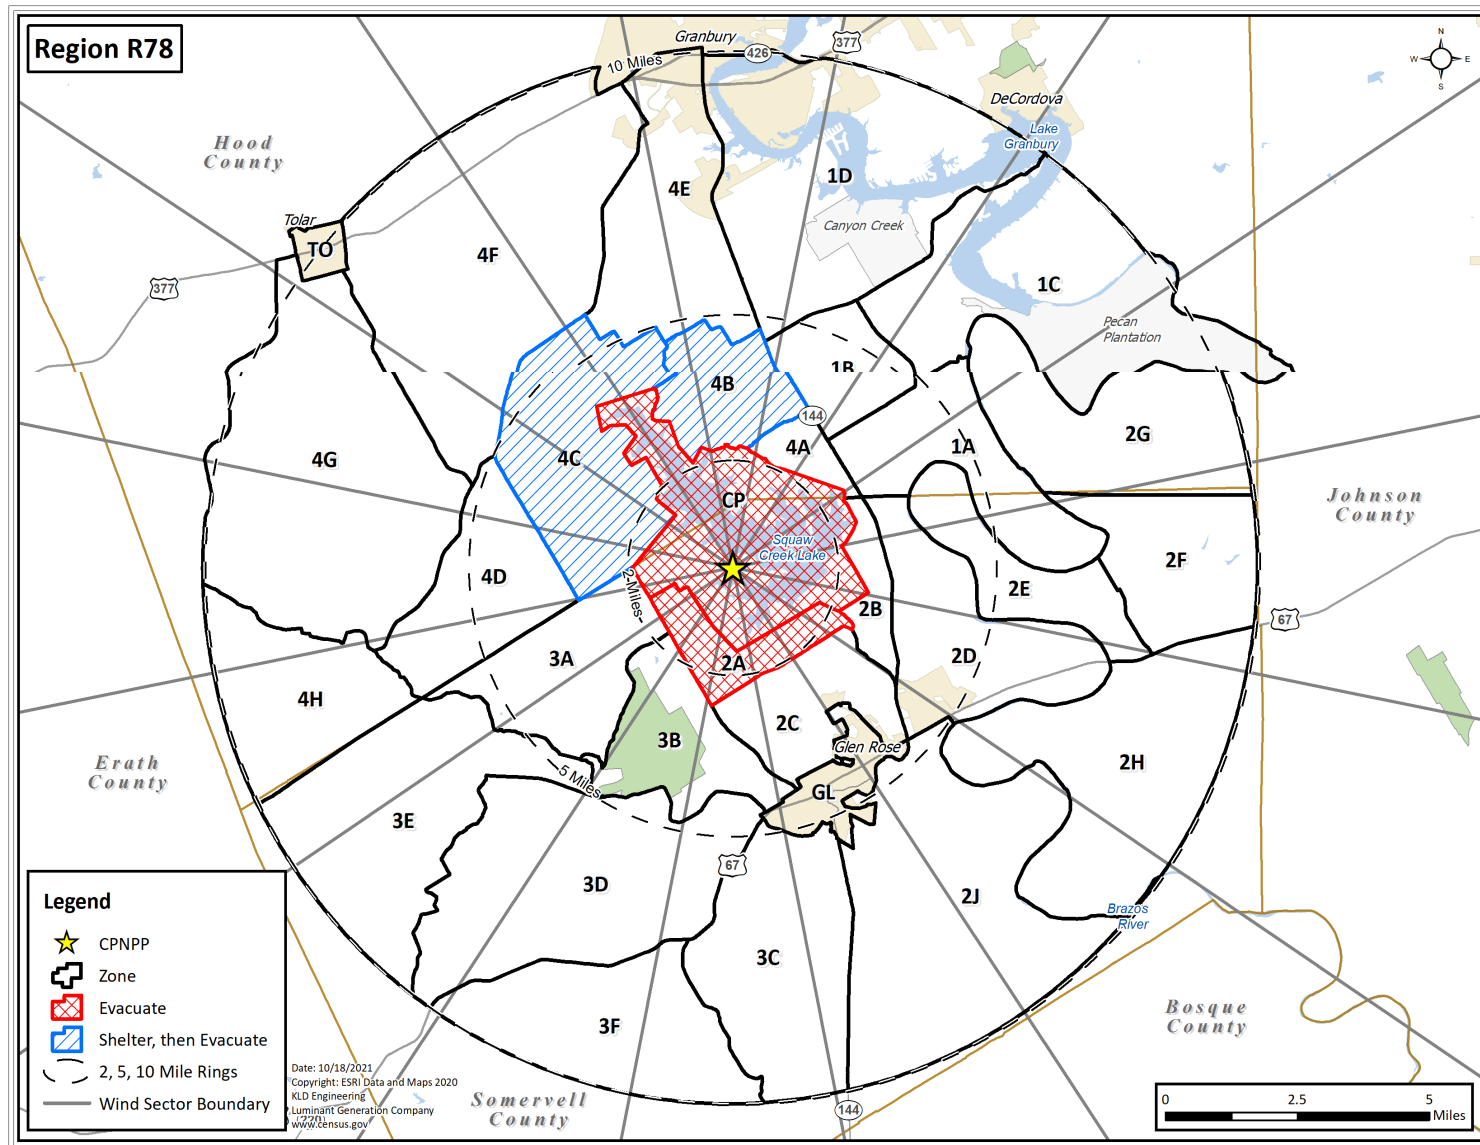 Region R78
Granbury
426
377
10 Miles
N
W
E
S
DeCordova
Lake
Granbury
Hood
County
4E
1D
Tolar
TO
4F
Canyon Creek
377
1C
Pecan
Plantation
1B
4B
144
4A
1A
2G
4G
4C
CP
Johnson
County
Squaw
Creek Lake
4D
2-Miles
2B
2E
2F
67
3A
2A
2D
4H
2C
3B
Glen Rose
2H
Erath
County
5 Miles
GL
3E
67
3D
2J
Brazos
River
3C
3F
Bosque
County
Legend
CPNPP
Zone
Evacuate
Shelter, then Evacuate
2, 5, 10 Mile Rings
Wind Sector Boundary
Date: 10/18/2021
Copyright: ESRI Data and Maps 2020
KLD Engineering
Luminant Generation Company
www.census.gov
220
Somervell
County
144
0 2.5 5
Miles